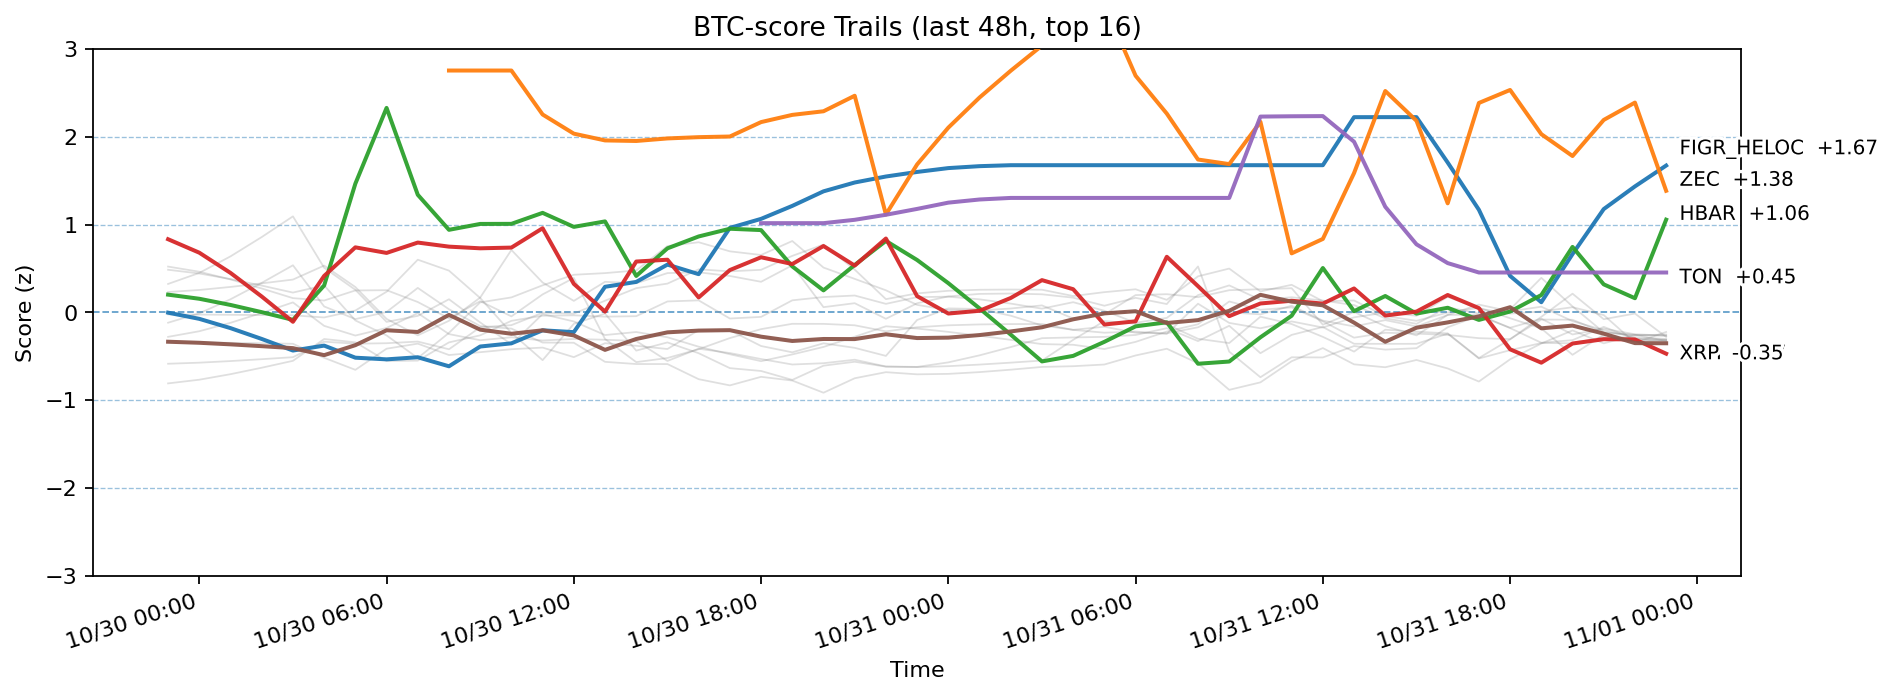 BTC-score Trails (last 48h, top 16)
Score (z)
3
2
1
0
−1
−2
−3
FIGR_HELOC +1.67
ZEC +1.38
HBAR +1.06
TON +0.45
XRP -0.35
10/30 00:00
10/30 06:00
10/30 12:00
10/30 18:00
10/31 00:00
10/31 06:00
10/31 12:00
10/31 18:00
11/01 00:00
Time